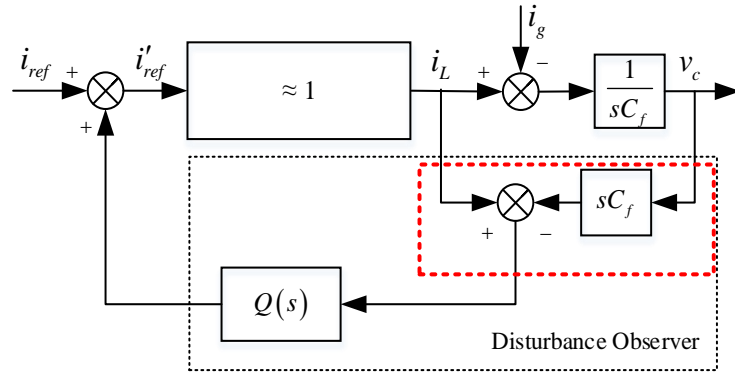 i_ref + i'_ref ≈ 1 i_L + i_g − 1/(sC_f) v_c
+
sC_f
+ −
Q(s)
Disturbance Observer